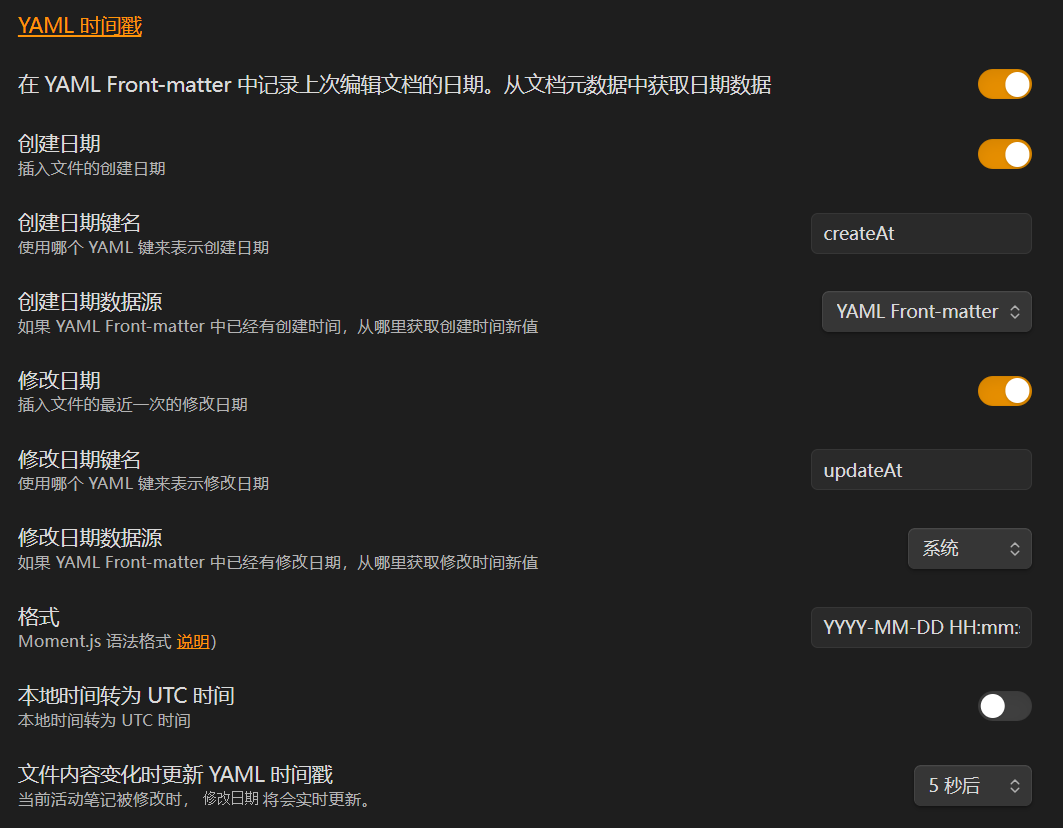 YAML 时间戳
在 YAML Front-matter 中记录上次编辑文档的日期。从文档元数据中获取日期数据
创建日期
插入文件的创建日期
创建日期键名
使用哪个 YAML 键来表示创建日期
createAt
创建日期数据源
如果 YAML Front-matter 中已经有创建时间，从哪里获取创建时间新值
YAML Front-matter
修改日期
插入文件的最近一次的修改日期
修改日期键名
使用哪个 YAML 键来表示修改日期
updateAt
修改日期数据源
如果 YAML Front-matter 中已经有修改日期，从哪里获取修改时间新值
系统
格式
Moment.js 语法格式 说明)
YYYY-MM-DD HH:mm:
本地时间转为 UTC 时间
本地时间转为 UTC 时间
文件内容变化时更新 YAML 时间戳
当前活动笔记被修改时， 修改日期 将会实时更新。
5 秒后